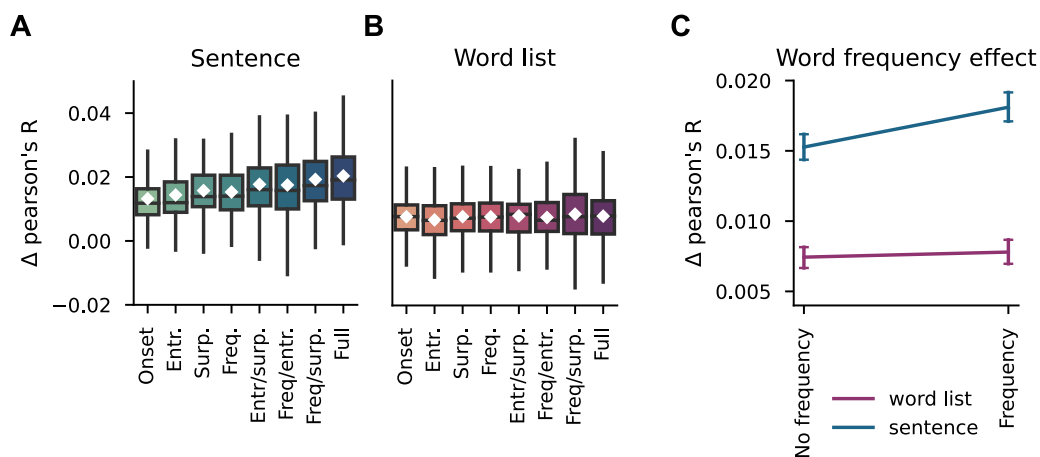 A
Sentence
Δ pearson's R
0.04
0.02
0.00
−0.02
Onset
Entr.
Surp.
Freq.
Entr/surp.
Freq/entr.
Freq/surp.
Full
B
Word list
Onset
Entr.
Surp.
Freq.
Entr/surp.
Freq/entr.
Freq/surp.
Full
C
Word frequency effect
Δ pearson's R
0.020
0.015
0.010
0.005
No frequency
Frequency
word list
sentence